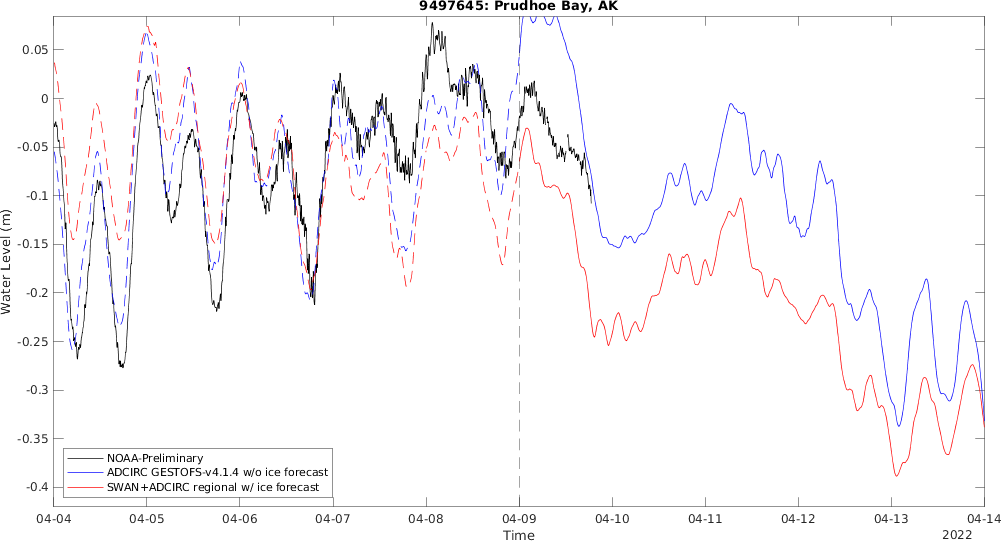 9497645: Prudhoe Bay, AK
Water Level (m)
0.05
0
-0.05
-0.1
-0.15
-0.2
-0.25
-0.3
-0.35
-0.4
NOAA-Preliminary
ADCIRC GESTOFS-v4.1.4 w/o ice forecast
SWAN+ADCIRC regional w/ ice forecast
04-04 04-05 04-06 04-07 04-08 04-09 04-10 04-11 04-12 04-13 04-14
Time
2022